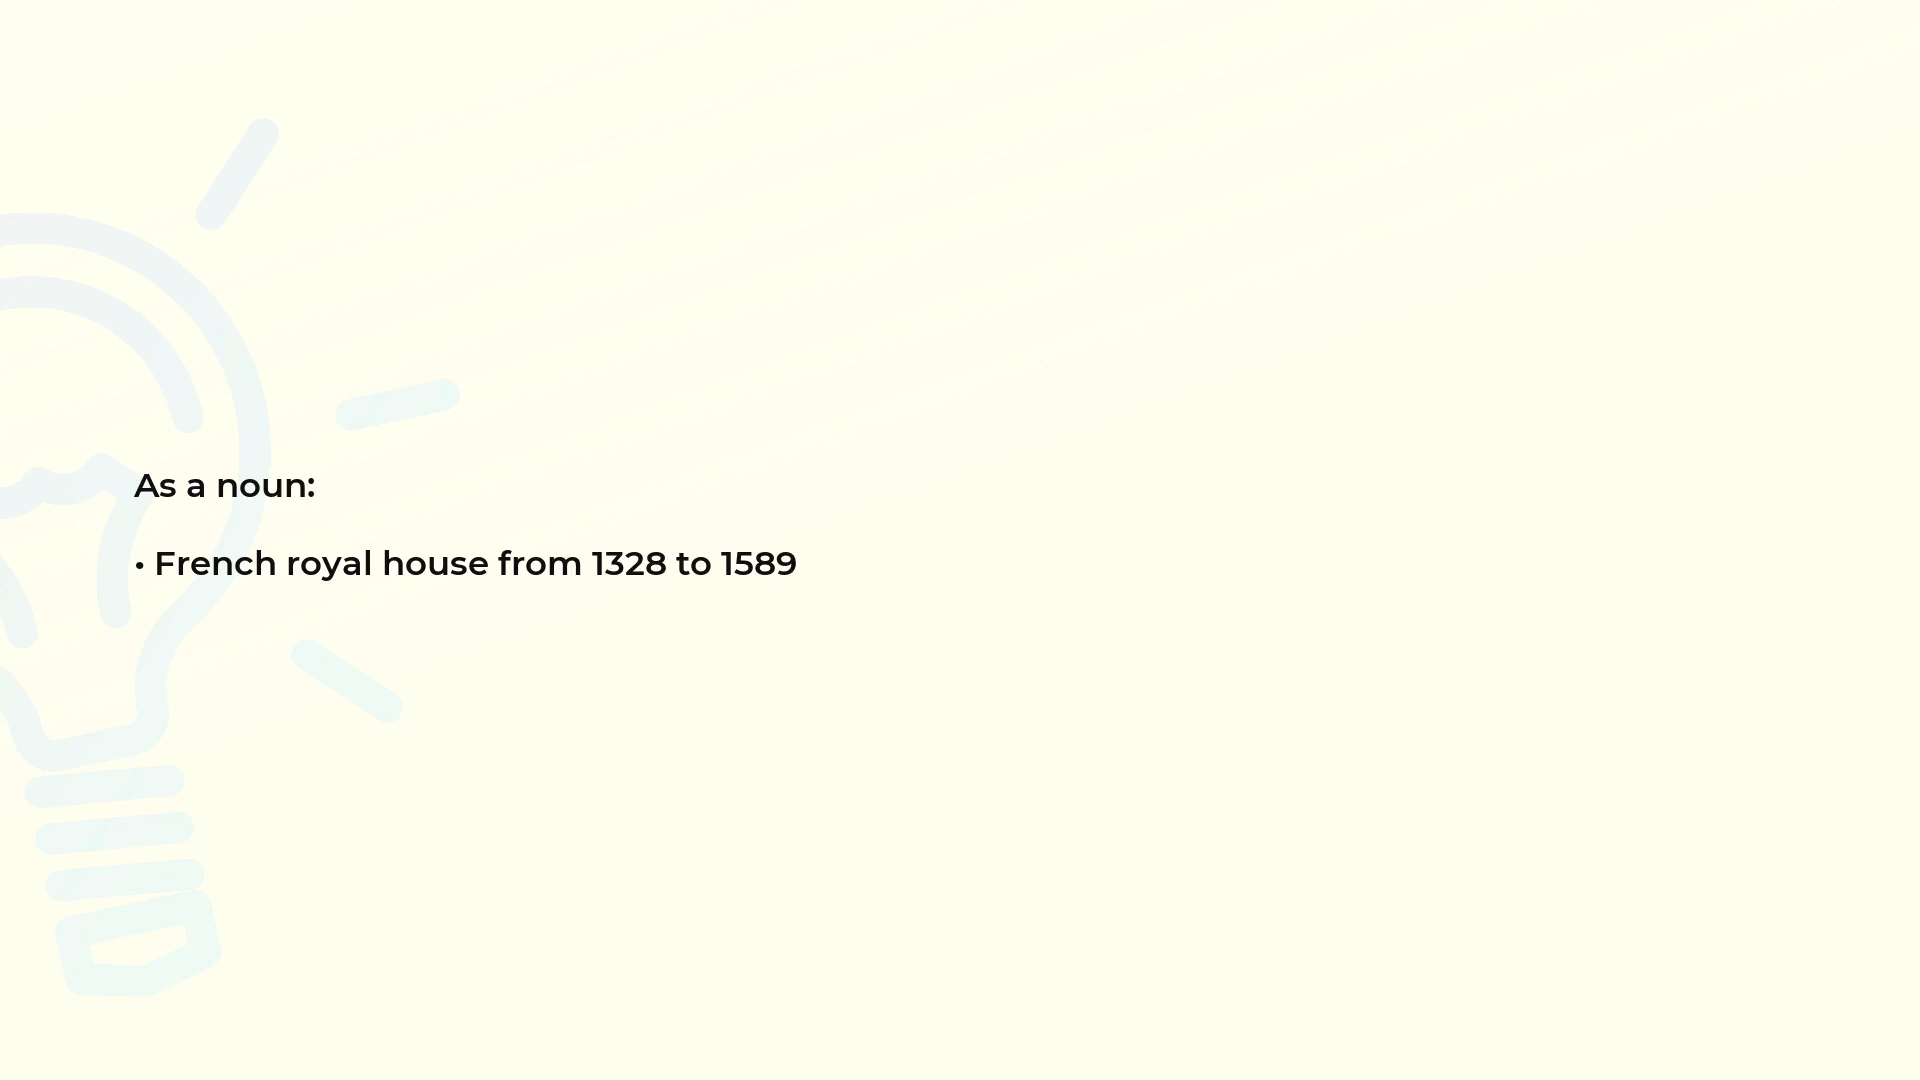 As a noun:
• French royal house from 1328 to 1589